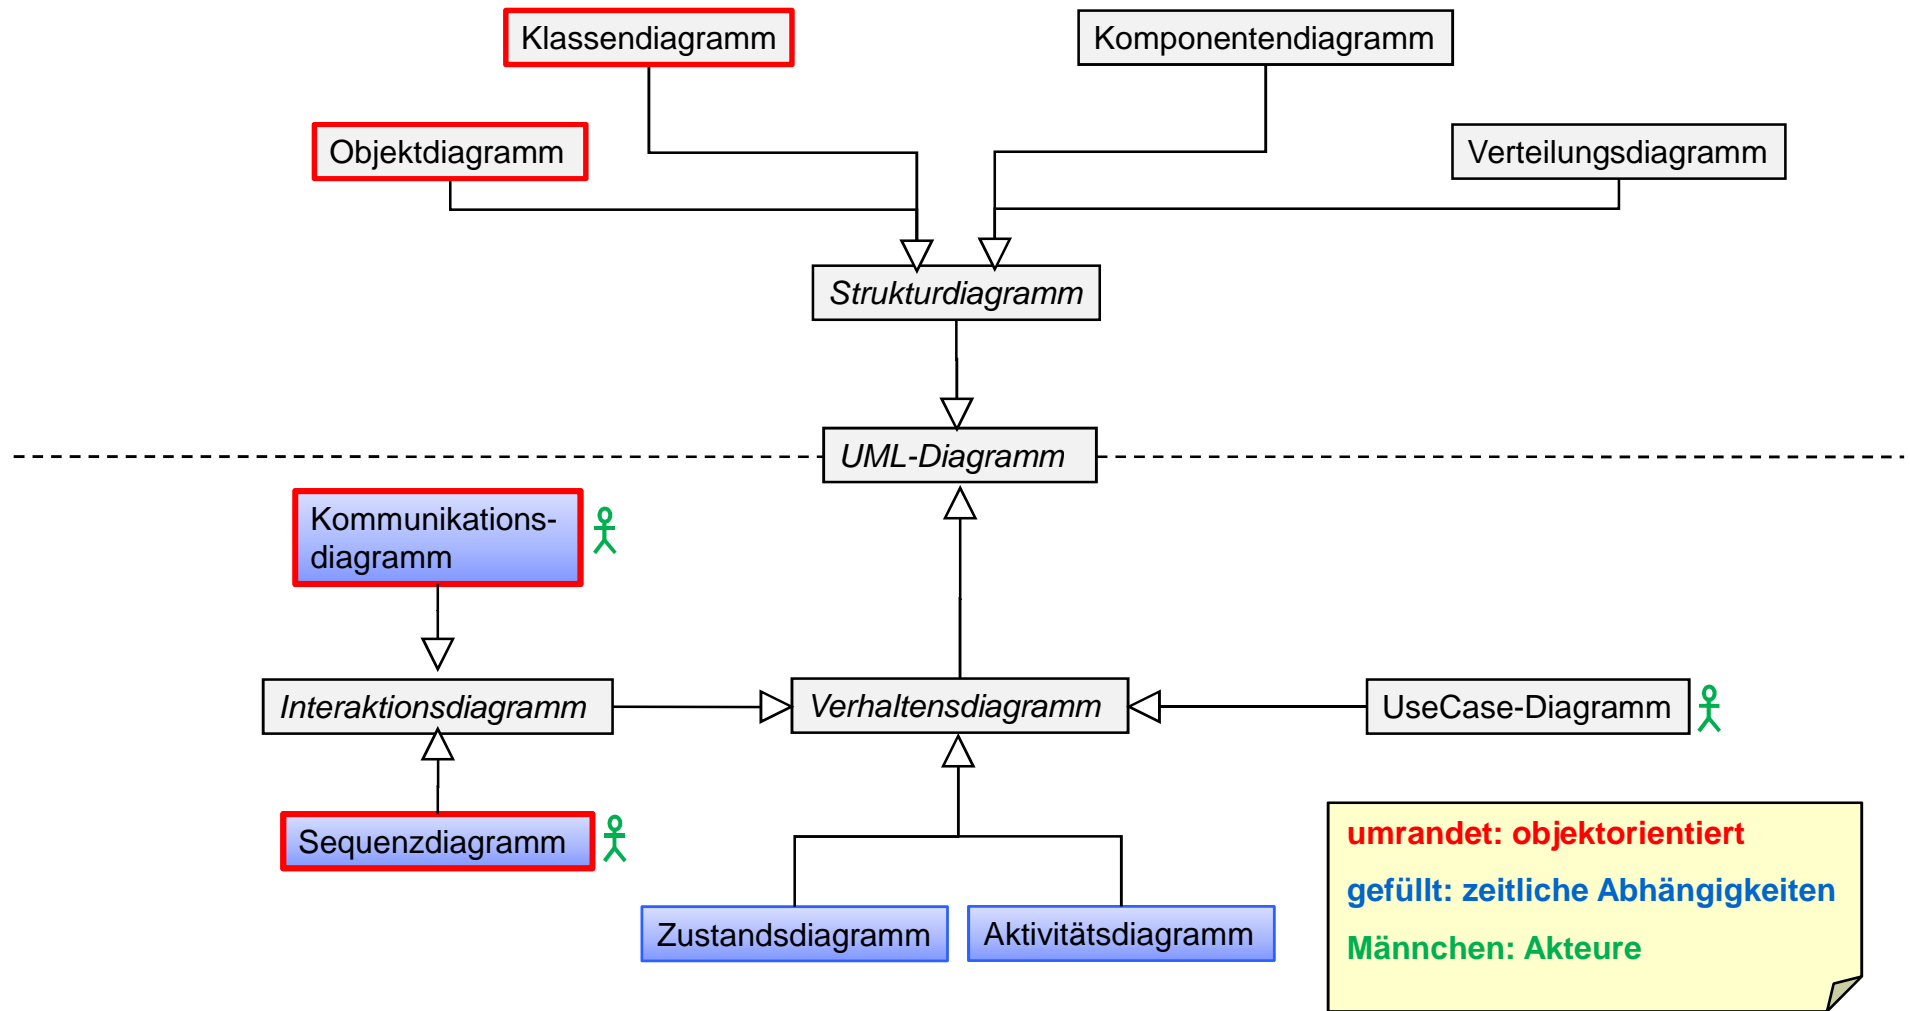 Klassendiagramm
Komponentendiagramm
Objektdiagramm
Verteilungsdiagramm
Strukturdiagramm
UML-Diagramm
Kommunikations-
diagramm
Interaktionsdiagramm
Verhaltensdiagramm
UseCase-Diagramm
Sequenzdiagramm
Zustandsdiagramm
Aktivitätsdiagramm
umrandet: objektorientiert
gefüllt: zeitliche Abhängigkeiten
Männchen: Akteure